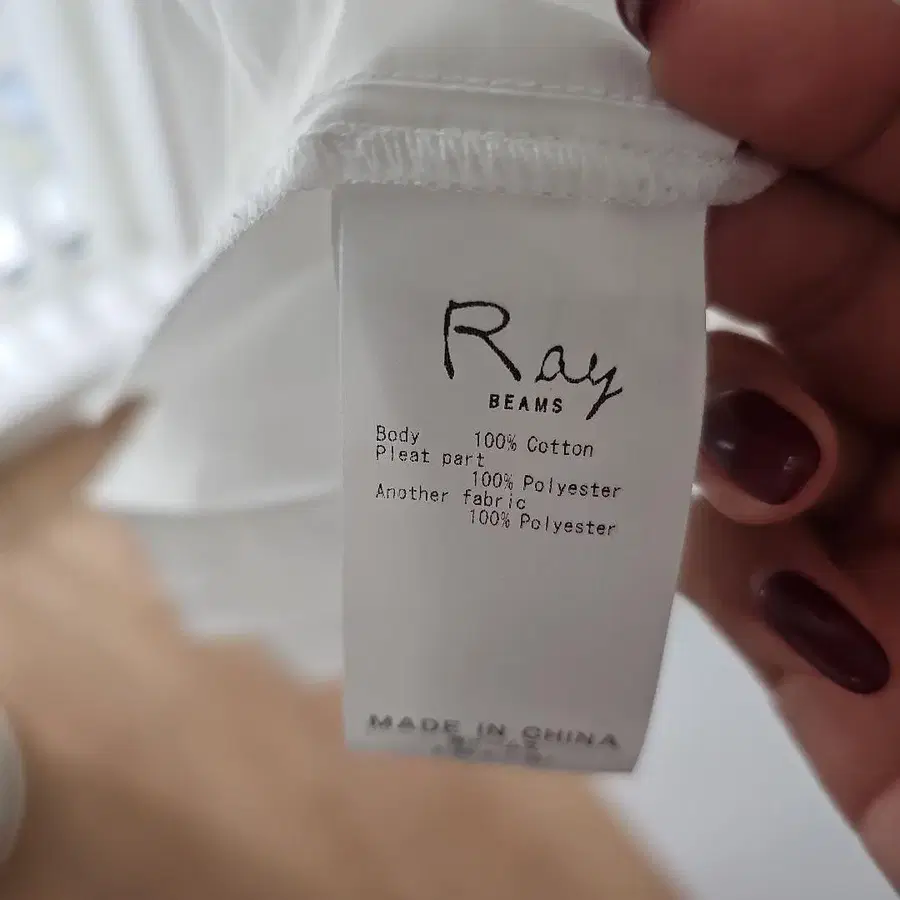 Ray
BEAMS
Body 100% Cotton
Pleat part
100% Polyester
Another fabric
100% Polyester
MADE IN CHINA